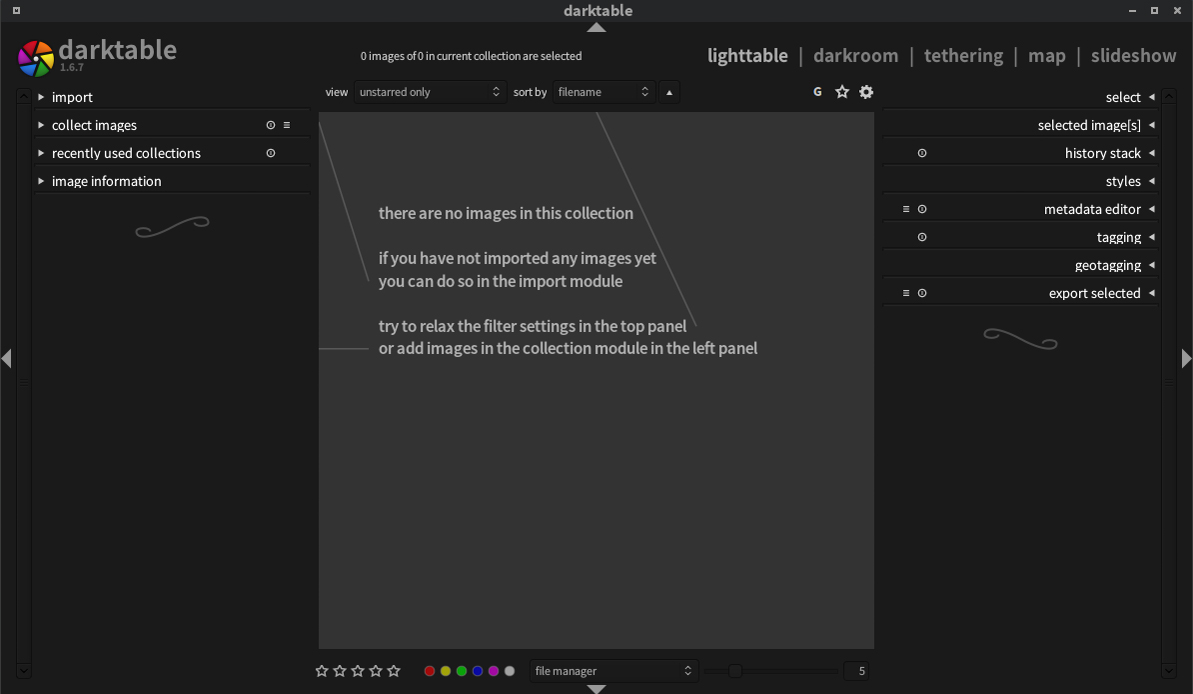 darktable
darktable
1.6.7
0 images of 0 in current collection are selected
lighttable | darkroom | tethering | map | slideshow
view unstarred only sort by filename
G
import
collect images
recently used collections
image information
there are no images in this collection
if you have not imported any images yet
you can do so in the import module
try to relax the filter settings in the top panel
or add images in the collection module in the left panel
select
selected image[s]
history stack
styles
metadata editor
tagging
geotagging
export selected
file manager
5